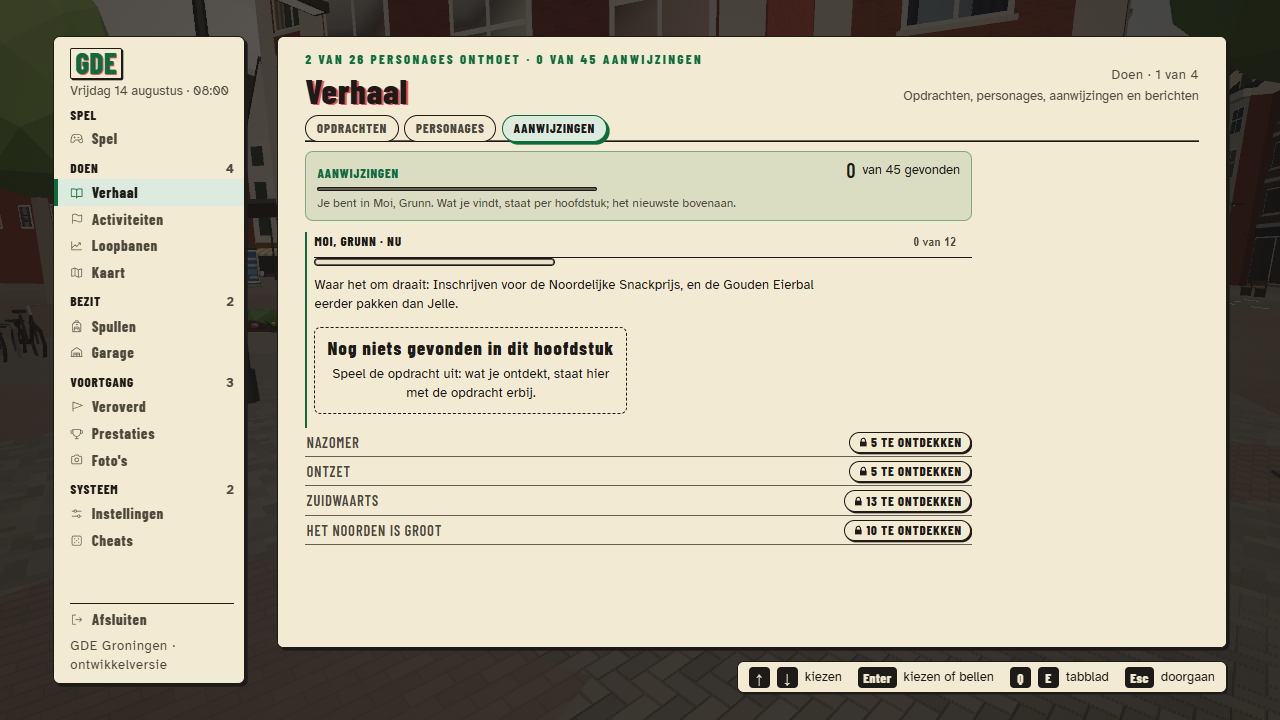 GDE
Vrijdag 14 augustus · 08:00
SPEL
Spel
DOEN 4
Verhaal
Activiteiten
Loopbanen
Kaart
BEZIT 2
Spullen
Garage
VOORTGANG 3
Veroverd
Prestaties
Foto's
SYSTEEM 2
Instellingen
Cheats
Afsluiten
GDE Groningen ·
ontwikkelversie
2 VAN 26 PERSONAGES ONTMOET · 0 VAN 45 AANWIJZINGEN
Verhaal
Doen · 1 van 4
Opdrachten, personages, aanwijzingen en berichten
OPDRACHTEN PERSONAGES AANWIJZINGEN
AANWIJZINGEN 0 van 45 gevonden
Je bent in Moi, Grunn. Wat je vindt, staat per hoofdstuk; het nieuwste bovenaan.
MOI, GRUNN · NU 0 van 12
Waar het om draait: Inschrijven voor de Noordelijke Snackprijs, en de Gouden Eierbal
eerder pakken dan Jelle.
Nog niets gevonden in dit hoofdstuk
Speel de opdracht uit: wat je ontdekt, staat hier
met de opdracht erbij.
NAZOMER 5 TE ONTDEKKEN
ONTZET 5 TE ONTDEKKEN
ZUIDWAARTS 13 TE ONTDEKKEN
HET NOORDEN IS GROOT 10 TE ONTDEKKEN
↑ ↓ kiezen Enter kiezen of bellen Q E tabblad Esc doorgaan